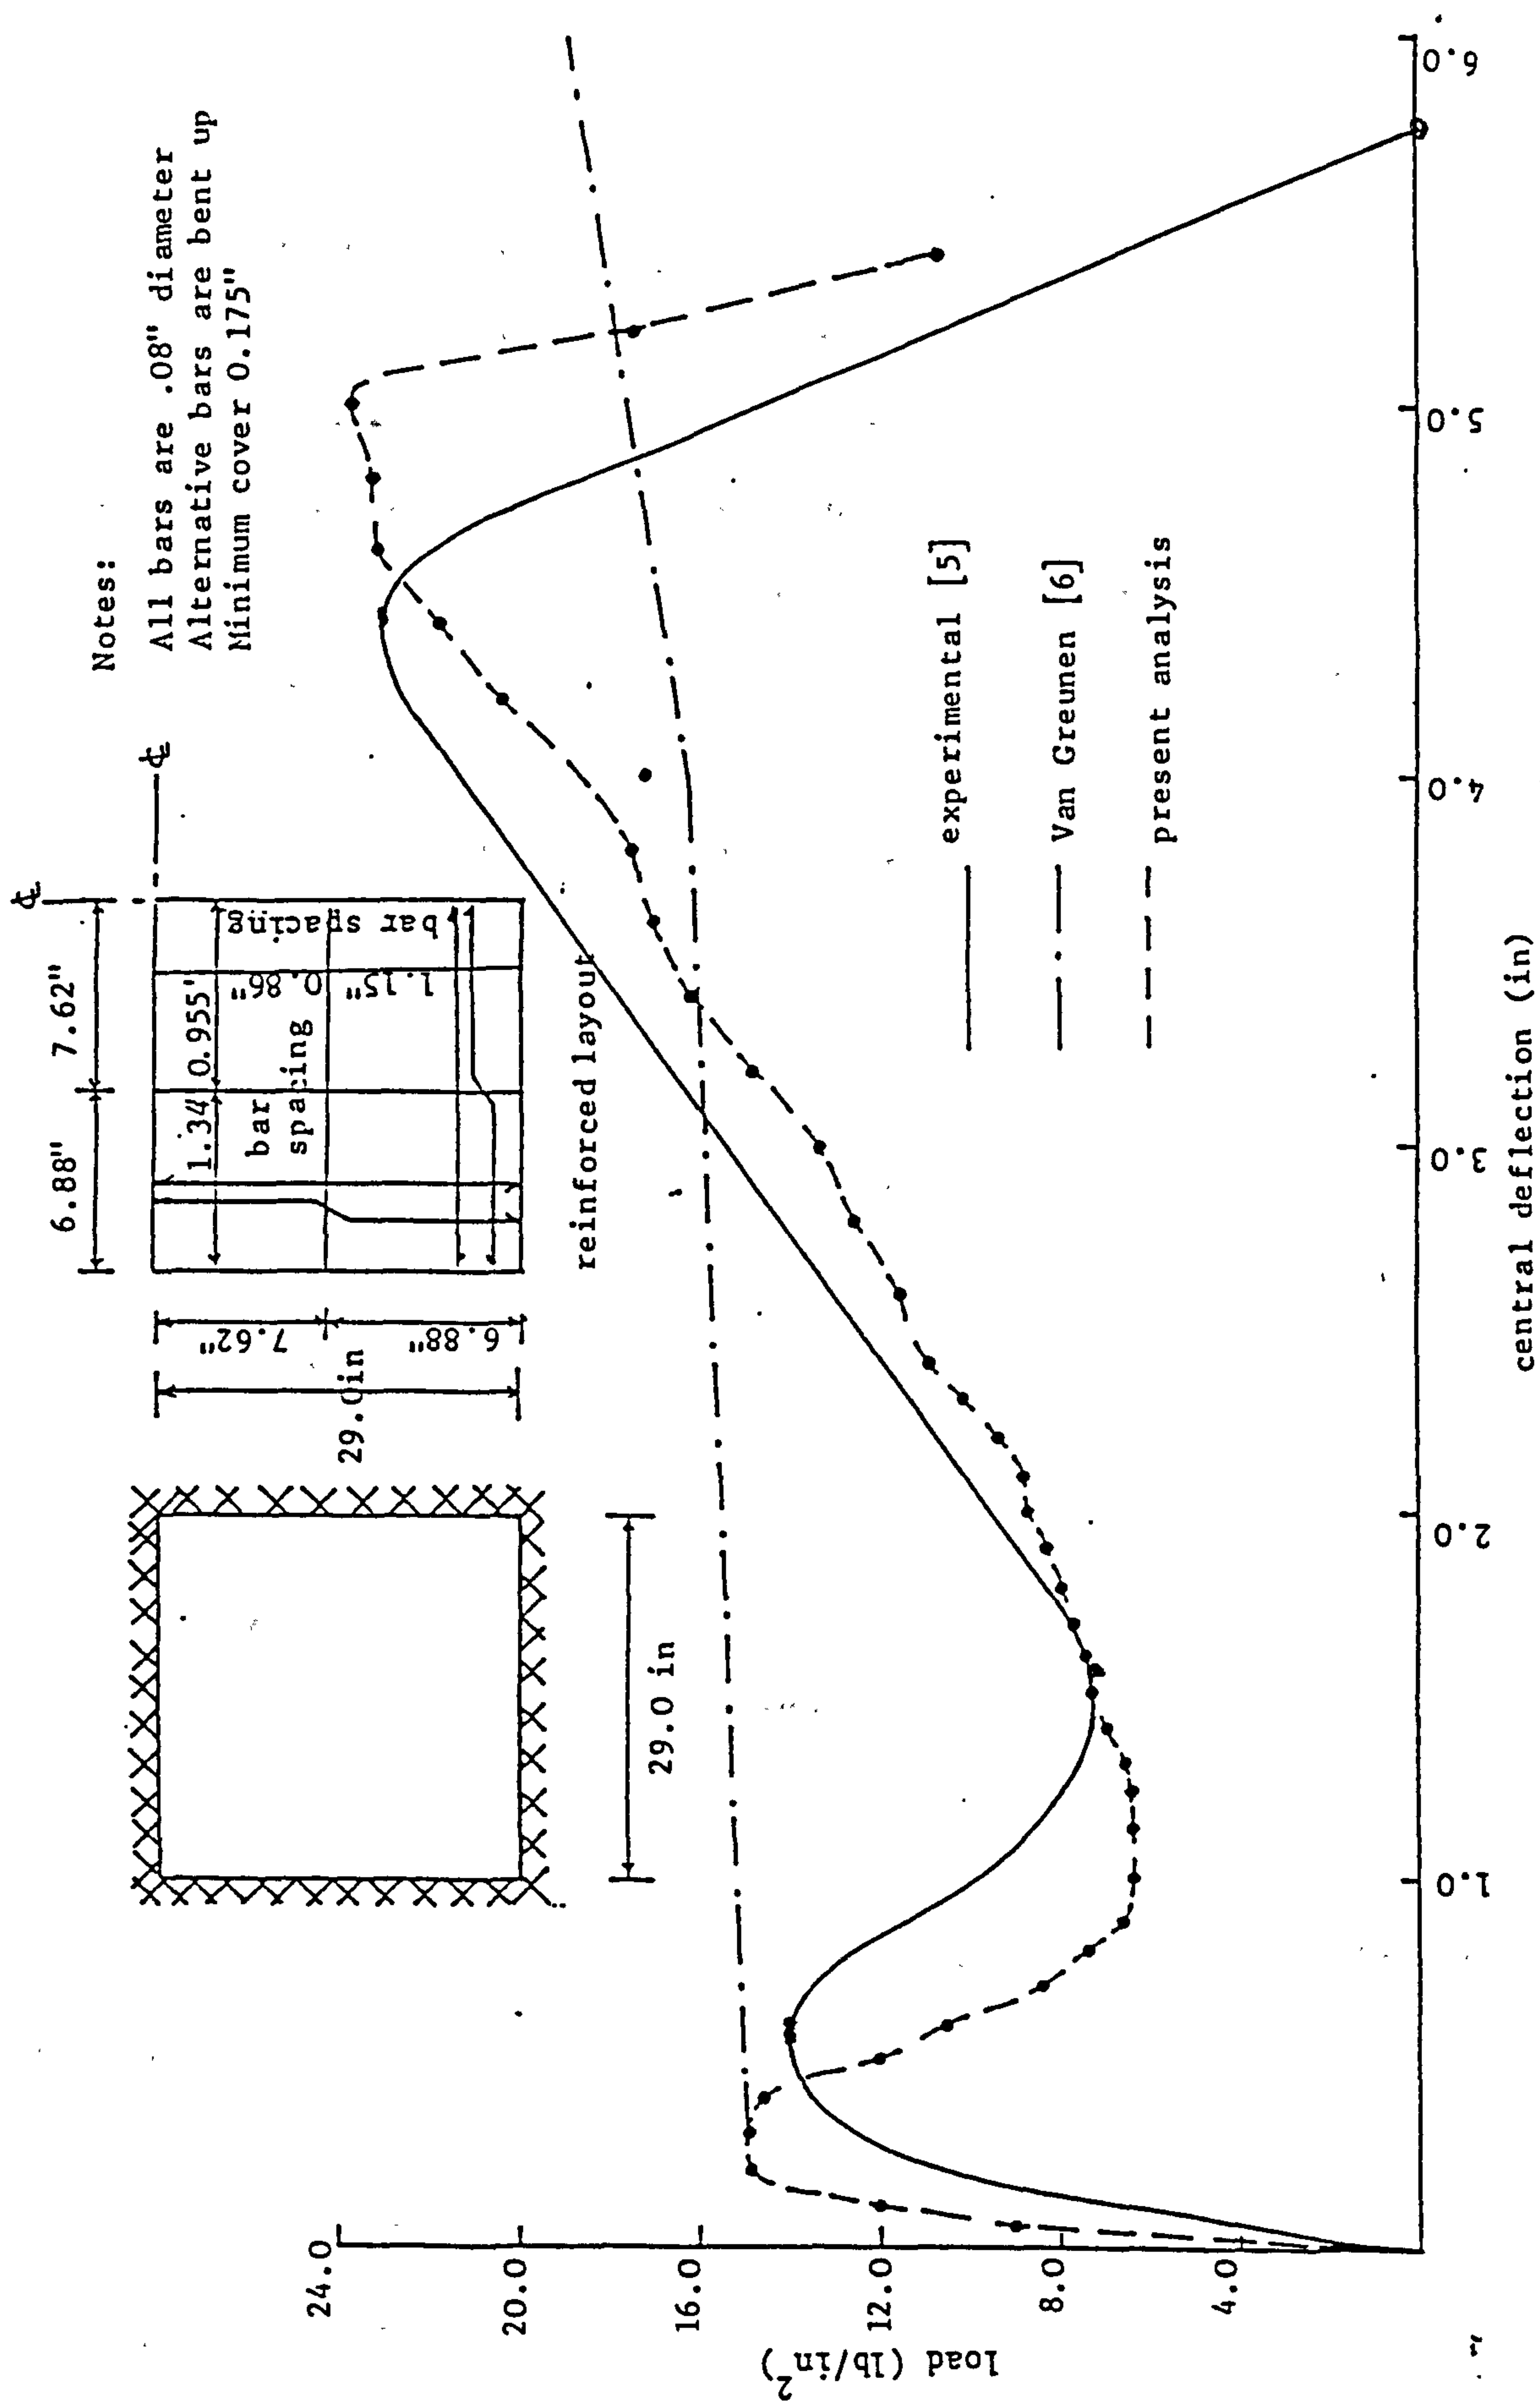 Notes:
All bars are .08" diameter
Alternative bars are bent up
Minimum cover 0.175"
6.88"
7.62"
29.0in
7.62"
6.88"
1.34
0.955'
bar
spacing
0.86"
1.15"
bar spacing
reinforced layout
29.0 in
experimental [5]
Van Greunen [6]
present analysis
load (lb/in2)
24.0
20.0
16.0
12.0
8.0
4.0
1.0
2.0
3.0
4.0
5.0
6.0
central deflection (in)